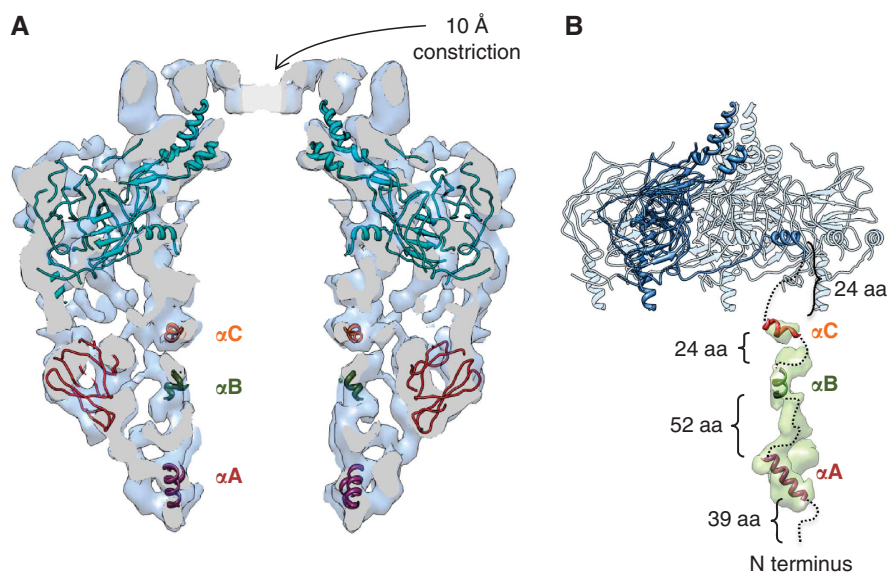 A
10 Å
constriction
αC
αB
αA
B
24 aa
αC
24 aa
αB
52 aa
αA
39 aa
N terminus